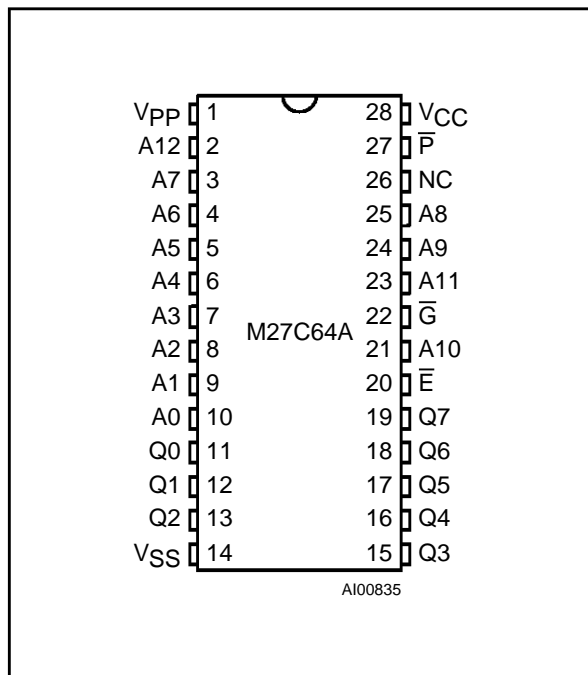 VPP 1 28 VCC
A12 2 27 P̅
A7 3 26 NC
A6 4 25 A8
A5 5 24 A9
A4 6 23 A11
A3 7 22 G̅
M27C64A
A2 8 21 A10
A1 9 20 E̅
A0 10 19 Q7
Q0 11 18 Q6
Q1 12 17 Q5
Q2 13 16 Q4
VSS 14 15 Q3
AI00835